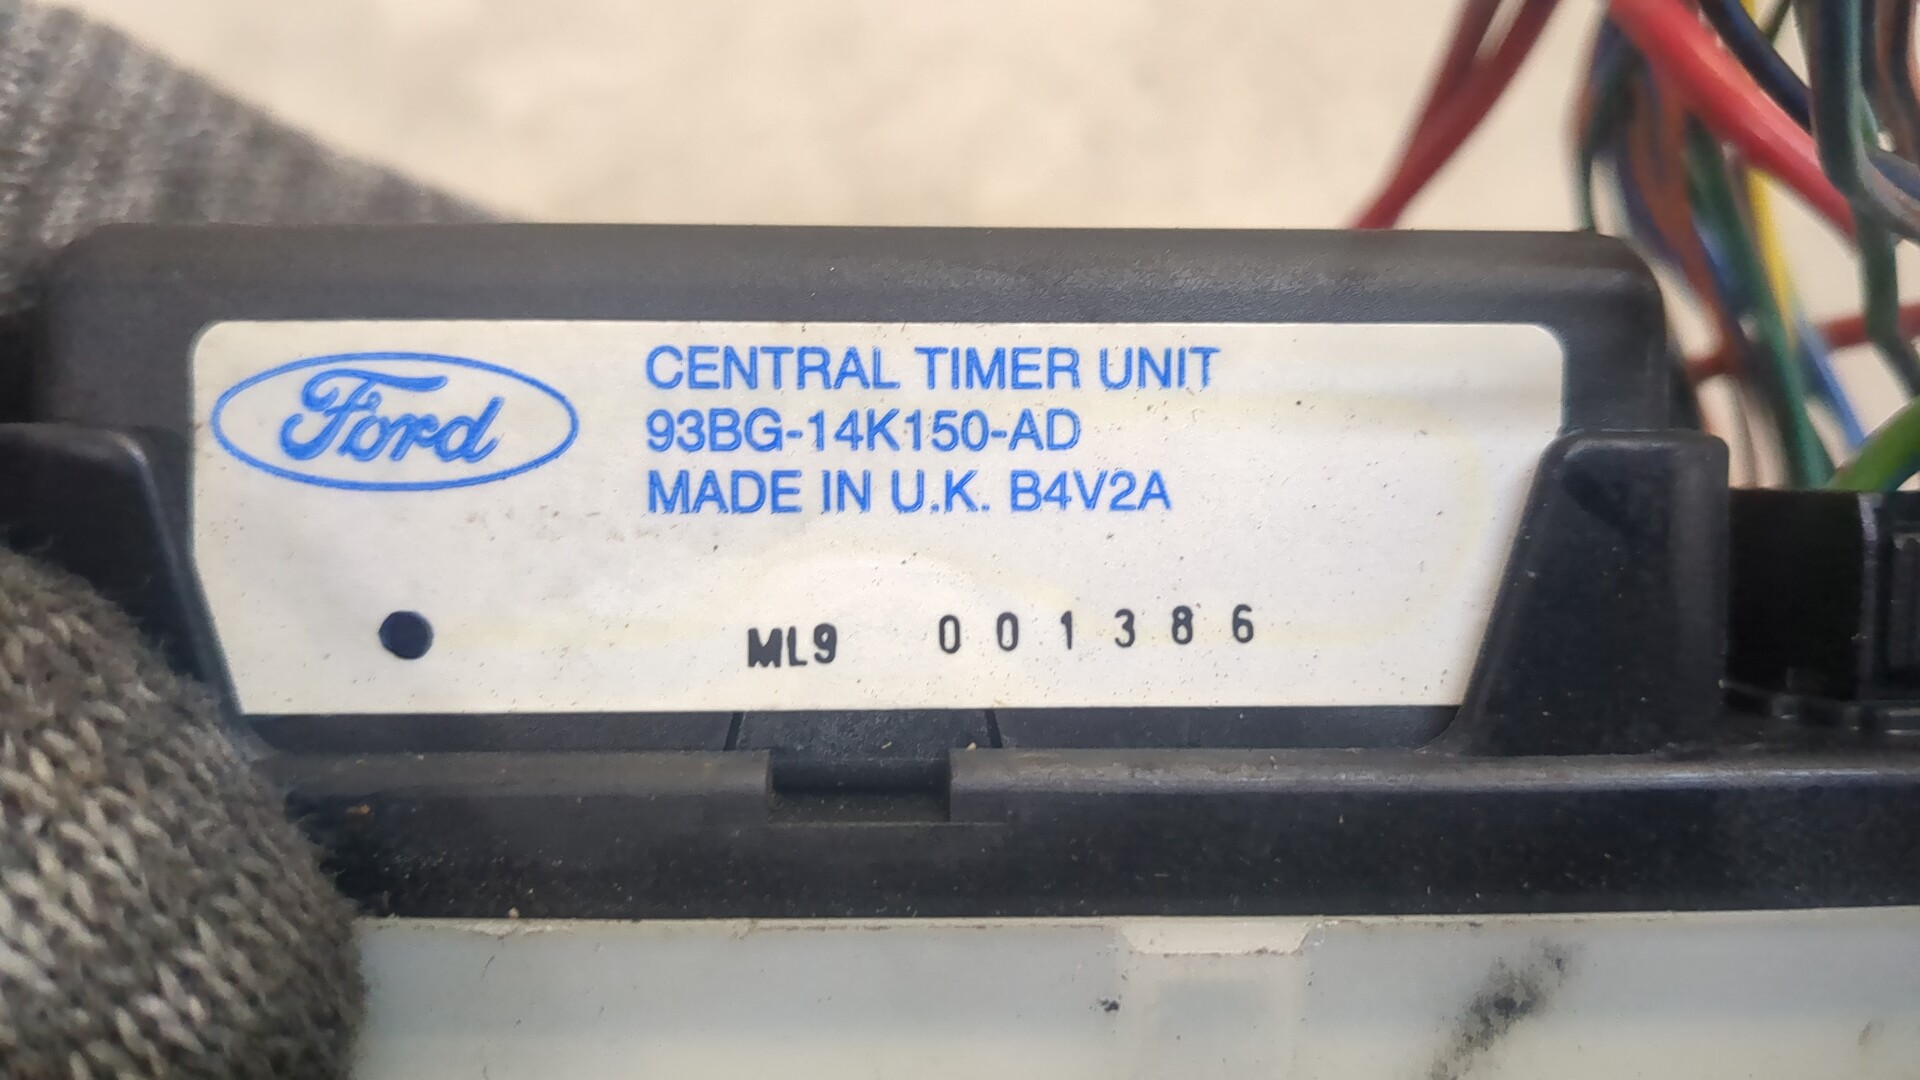 Ford
CENTRAL TIMER UNIT
93BG-14K150-AD
MADE IN U.K. B4V2A
ML9 001386